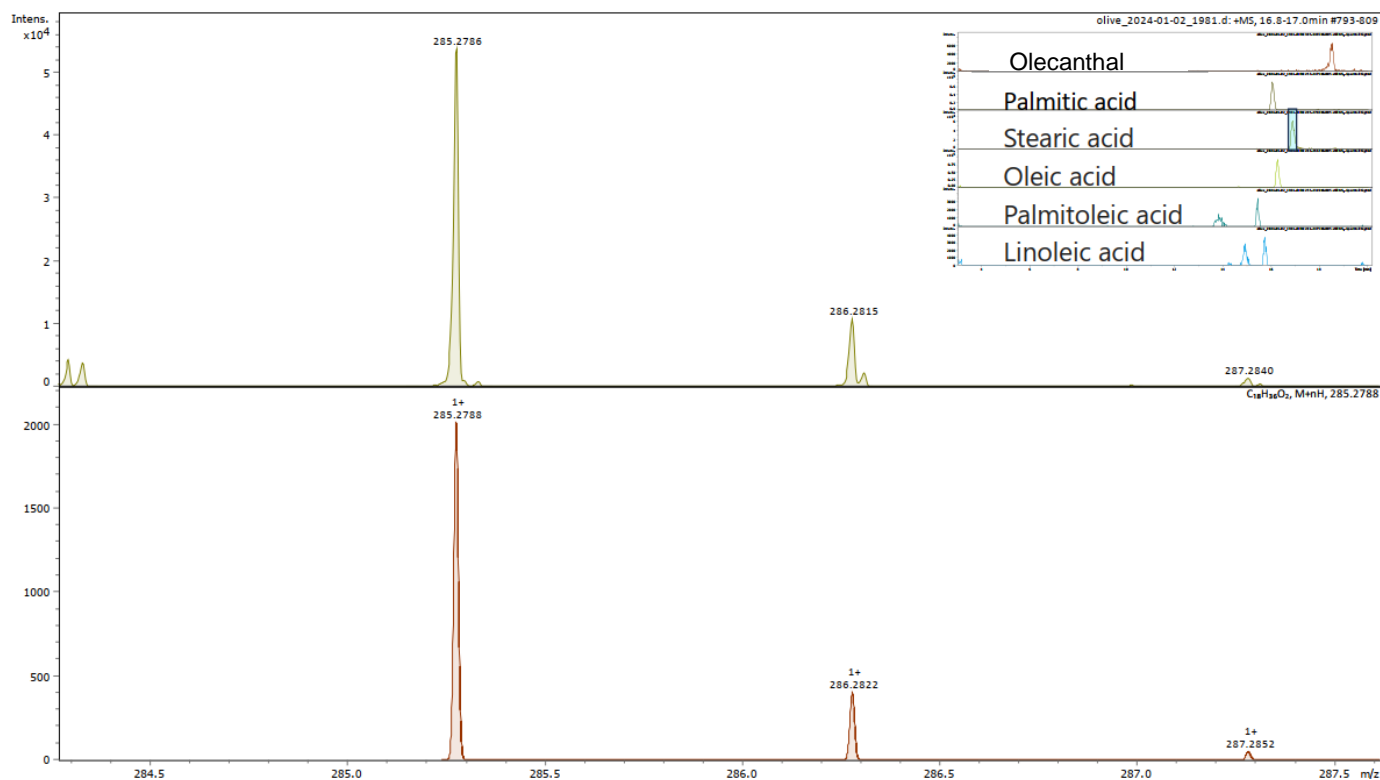 Intens.
x10⁴
olive_2024-01-02_1981.d: +MS, 16.8-17.0min #793-809
285.2786
Olecanthal
5
Palmitic acid
Stearic acid
4
Oleic acid
3
Palmitoleic acid
Linoleic acid
2
286.2815
1
287.2840
0
C₁₈H₃₆O₂, M+nH, 285.2788
1+
285.2788
2000
1500
1000
1+
286.2822
500
1+
287.2852
0
284.5 285.0 285.5 286.0 286.5 287.0 287.5 m/z